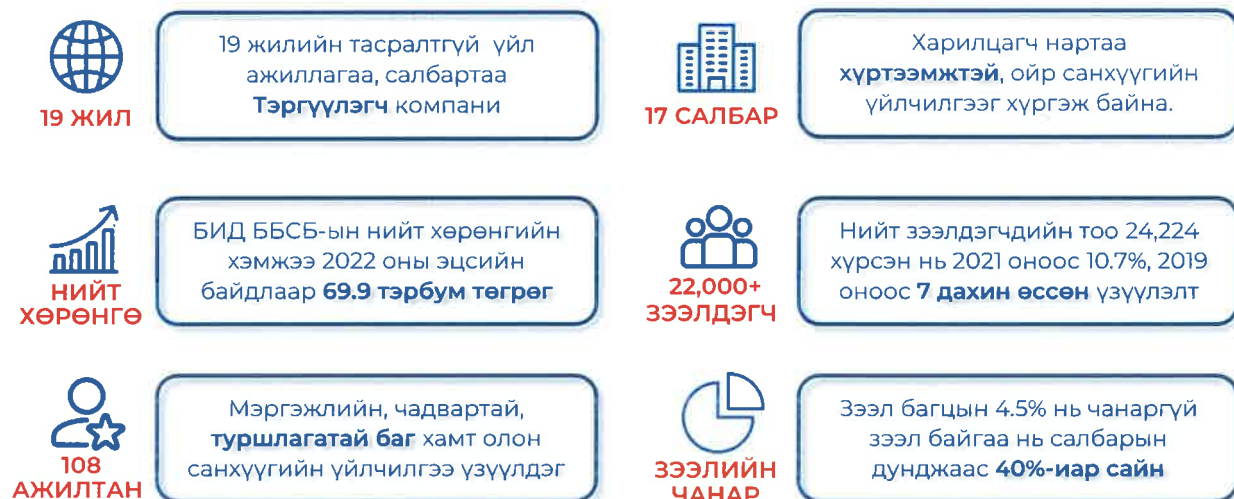 19 ЖИЛ
19 жилийн тасралтгүй үйл
ажиллагаа, салбартаа
Тэргүүлэгч компани
17 САЛБАР
Харилцагч нартаа
хүртээмжтэй, ойр санхүүгийн
үйлчилгээг хүргэж байна.
НИЙТ
ХӨРӨНГӨ
БИД ББСБ-ын нийт хөрөнгийн
хэмжээ 2022 оны эцсийн
байдлаар 69.9 тэрбум төгрөг
22,000+
ЗЭЭЛДЭГЧ
Нийт зээлдэгчдийн тоо 24,224
хүрсэн нь 2021 оноос 10.7%, 2019
оноос 7 дахин өссөн үзүүлэлт
108
АЖИЛТАН
Мэргэжлийн, чадвартай,
туршлагатай баг хамт олон
санхүүгийн үйлчилгээ үзүүлдэг
ЗЭЭЛИЙН
ЧАНАР
Зээл багцын 4.5% нь чанаргүй
зээл байгаа нь салбарын
дунджаас 40%-иар сайн